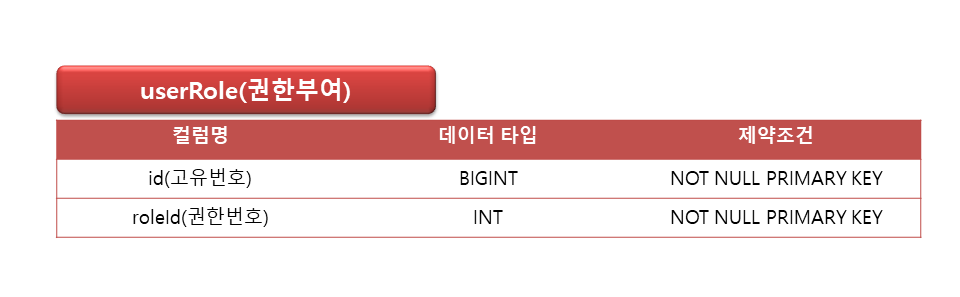 userRole(권한부여)
컬럼명 데이터 타입 제약조건
id(고유번호) BIGINT NOT NULL PRIMARY KEY
roleId(권한번호) INT NOT NULL PRIMARY KEY